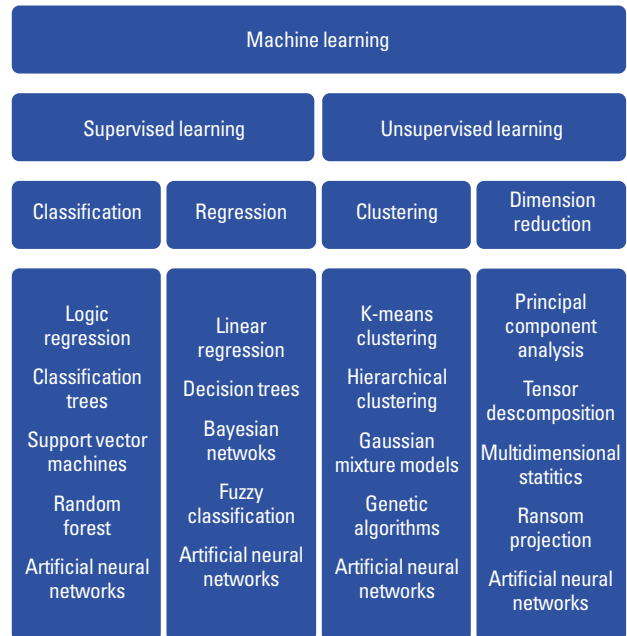 Machine learning
Supervised learning
Unsupervised learning
Classification
Regression
Clustering
Dimension
reduction
Logic
regression
Classification
trees
Support vector
machines
Random
forest
Artificial neural
networks
Linear
regression
Decision trees
Bayesian
netwoks
Fuzzy
classification
Artificial neural
networks
K-means
clustering
Hierarchical
clustering
Gaussian
mixture models
Genetic
algorithms
Artificial neural
networks
Principal
component
analysis
Tensor
descomposition
Multidimensional
statitics
Ransom
projection
Artificial neural
networks